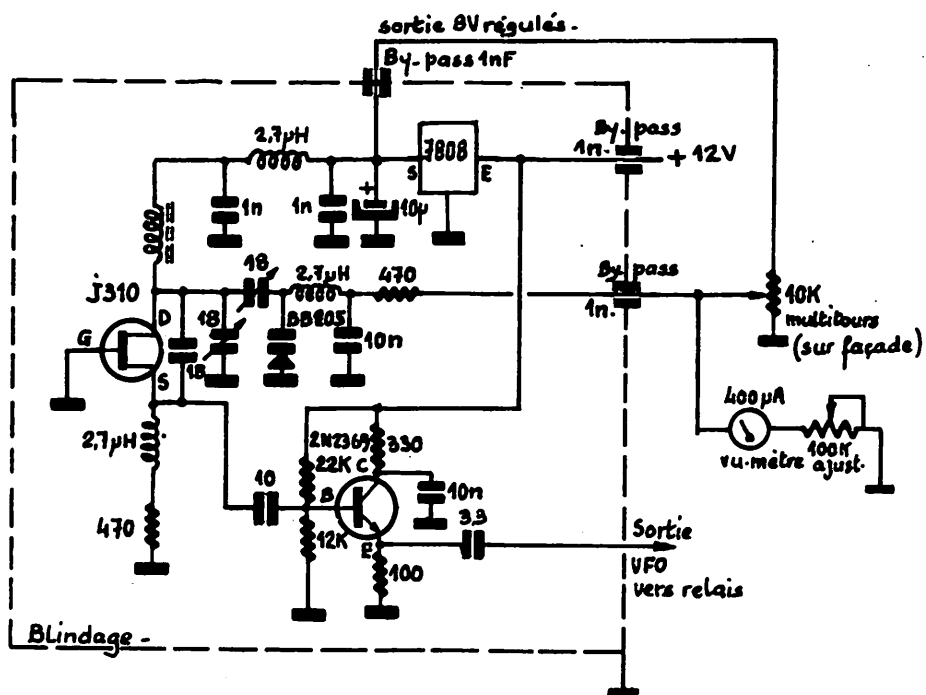 sortie 8V régulés.
By-pass 1nF
2,7µH
7808
S
E
By-pass
1n.
+ 12V
1n
1n
+
10µ
J310
18
2,7µH
470
By pass
1n.
10K
multitours
(sur façade)
D
G
S
18
18
BB205
10n
400µA
vu-mètre
100K
ajust.
2,7µH
2N2369
330
22K
C
10
B
10n
12K
E
3,3
470
100
Sortie
VFO
vers relais
Blindage -